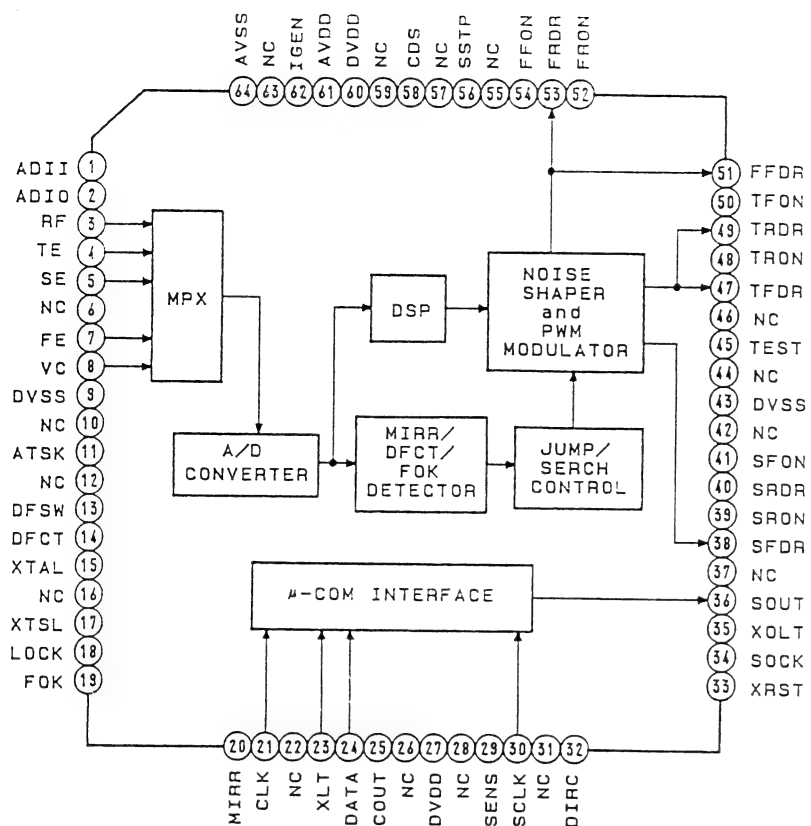 AVSS
NC
IGEN
AVDD
DVDD
NC
CDS
NC
SSTP
NC
FFON
FRDR
FRON
64
63
62
61
60
59
58
57
56
55
54
53
52
ADII 1
ADIO 2
RF 3
TE 4
SE 5
NC 6
FE 7
VC 8
DVSS 9
NC 10
ATSK 11
NC 12
DFSW 13
DFCT 14
XTAL 15
NC 16
XTSL 17
LOCK 18
FOK 19
MPX
A/D
CONVERTER
DSP
MIRR/
DFCT/
FOK
DETECTOR
NOISE
SHAPER
and
PWM
MODULATOR
JUMP/
SERCH
CONTROL
μ-COM INTERFACE
51 FFDR
50 TFON
49 TRDR
48 TRON
47 TFDR
46 NC
45 TEST
44 NC
43 DVSS
42 NC
41 SFON
40 SRDR
39 SRON
38 SFDR
37 NC
36 SOUT
35 XOLT
34 SOCK
33 XRST
20
21
22
23
24
25
26
27
28
29
30
31
32
MIRR
CLK
NC
XLT
DATA
COUT
NC
DVDD
NC
SENS
SCLK
NC
DIRC